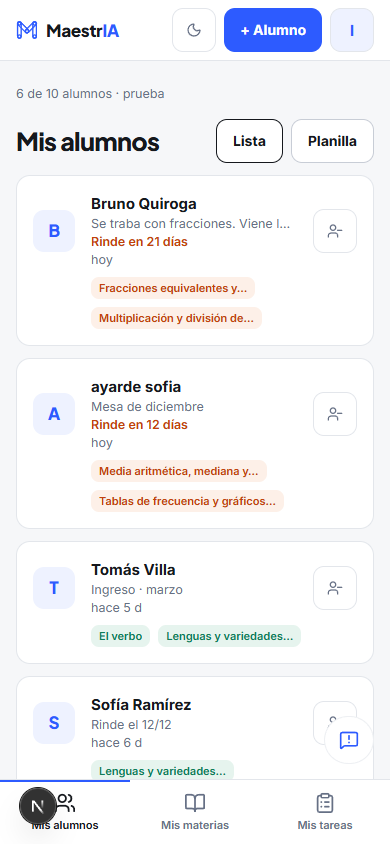 MaestrIA
+ Alumno
I
6 de 10 alumnos · prueba
Mis alumnos
Lista
Planilla
B
Bruno Quiroga
Se traba con fracciones. Viene l...
Rinde en 21 días
hoy
Fracciones equivalentes y...
Multiplicación y división de...
A
ayarde sofia
Mesa de diciembre
Rinde en 12 días
hoy
Media aritmética, mediana y...
Tablas de frecuencia y gráficos...
T
Tomás Villa
Ingreso · marzo
hace 5 d
El verbo
Lenguas y variedades...
S
Sofía Ramírez
Rinde el 12/12
hace 6 d
Lenguas y variedades...
N
Mis alumnos
Mis materias
Mis tareas